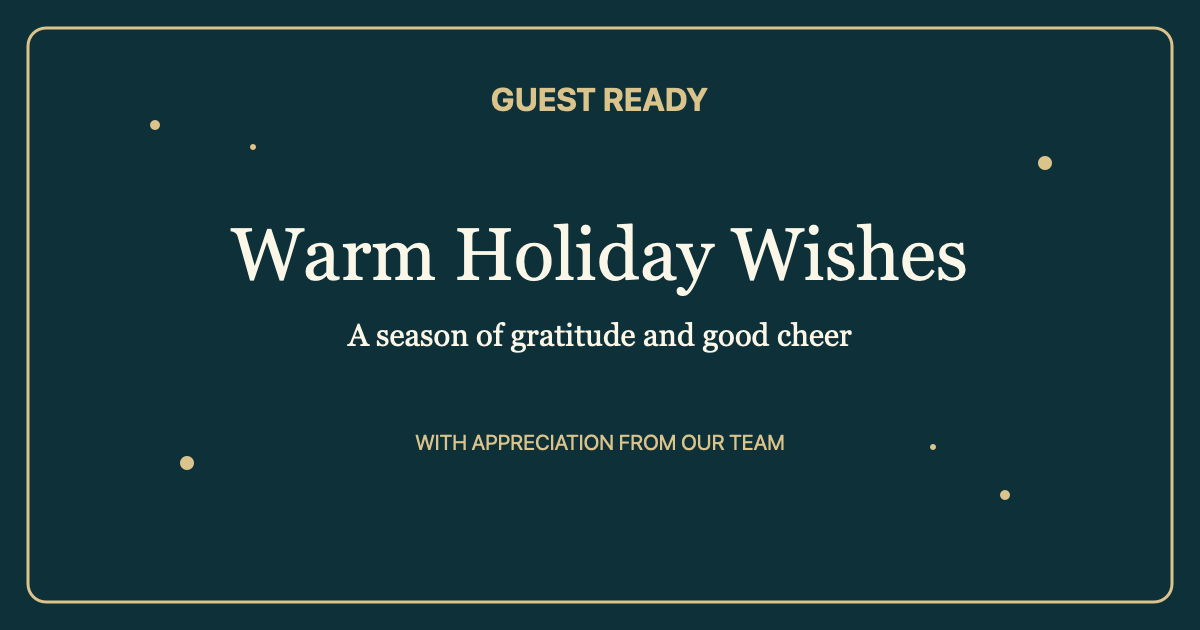 GUEST READY
Warm Holiday Wishes
A season of gratitude and good cheer
WITH APPRECIATION FROM OUR TEAM